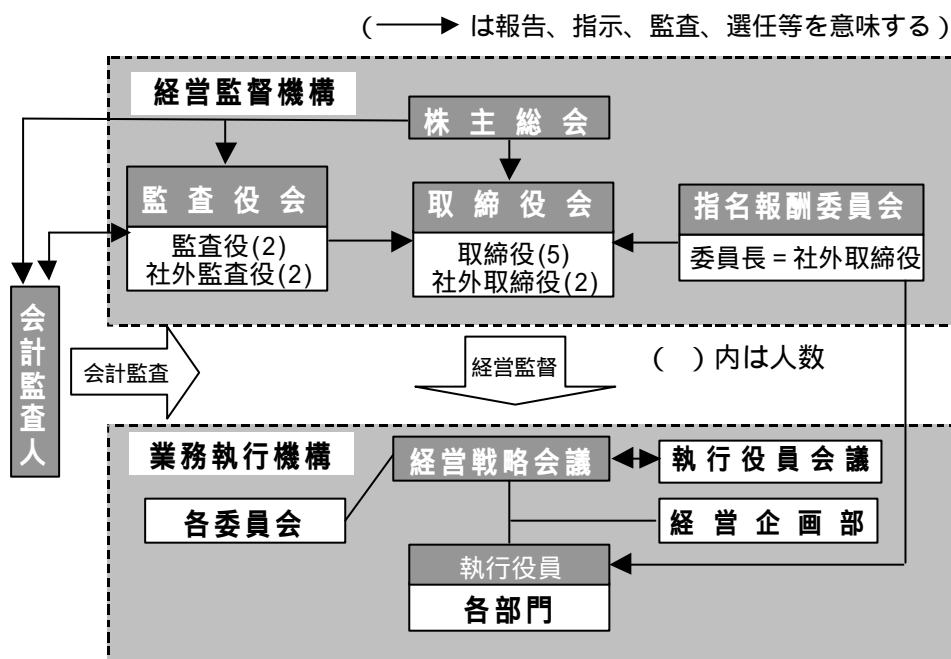 (→ は報告、指示、監査、選任等を意味する)
経営監督機構
株主総会
監査役会
監査役(2)
社外監査役(2)
取締役会
取締役(5)
社外取締役(2)
指名報酬委員会
委員長=社外取締役
会計監査人
会計監査
経営監督
( )内は人数
業務執行機構
経営戦略会議
執行役員会議
各委員会
経営企画部
執行役員
各部門